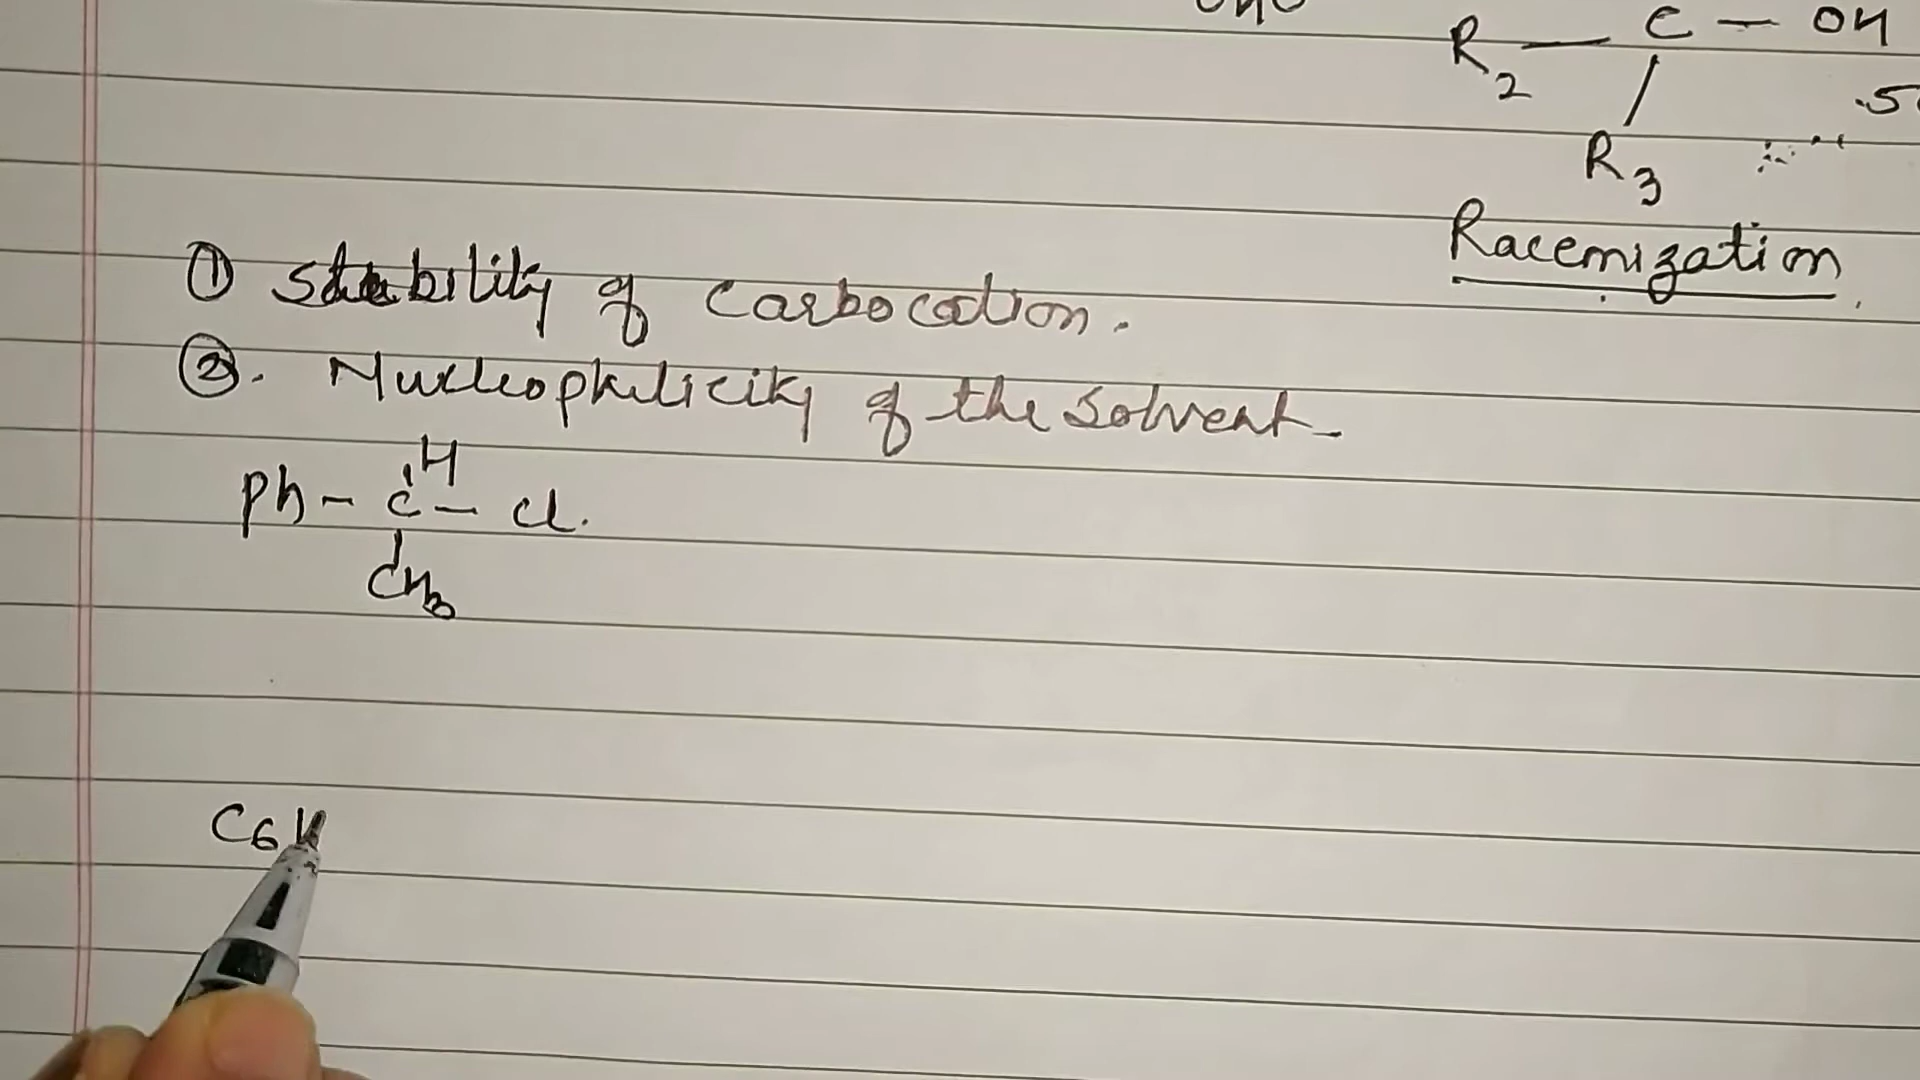 R2 — C — OH
R3
Racemization
① Stability of Carbocation.
②. Nucleophilicity of the Solvent-
H
Ph - C - Cl.
CH3
C6H